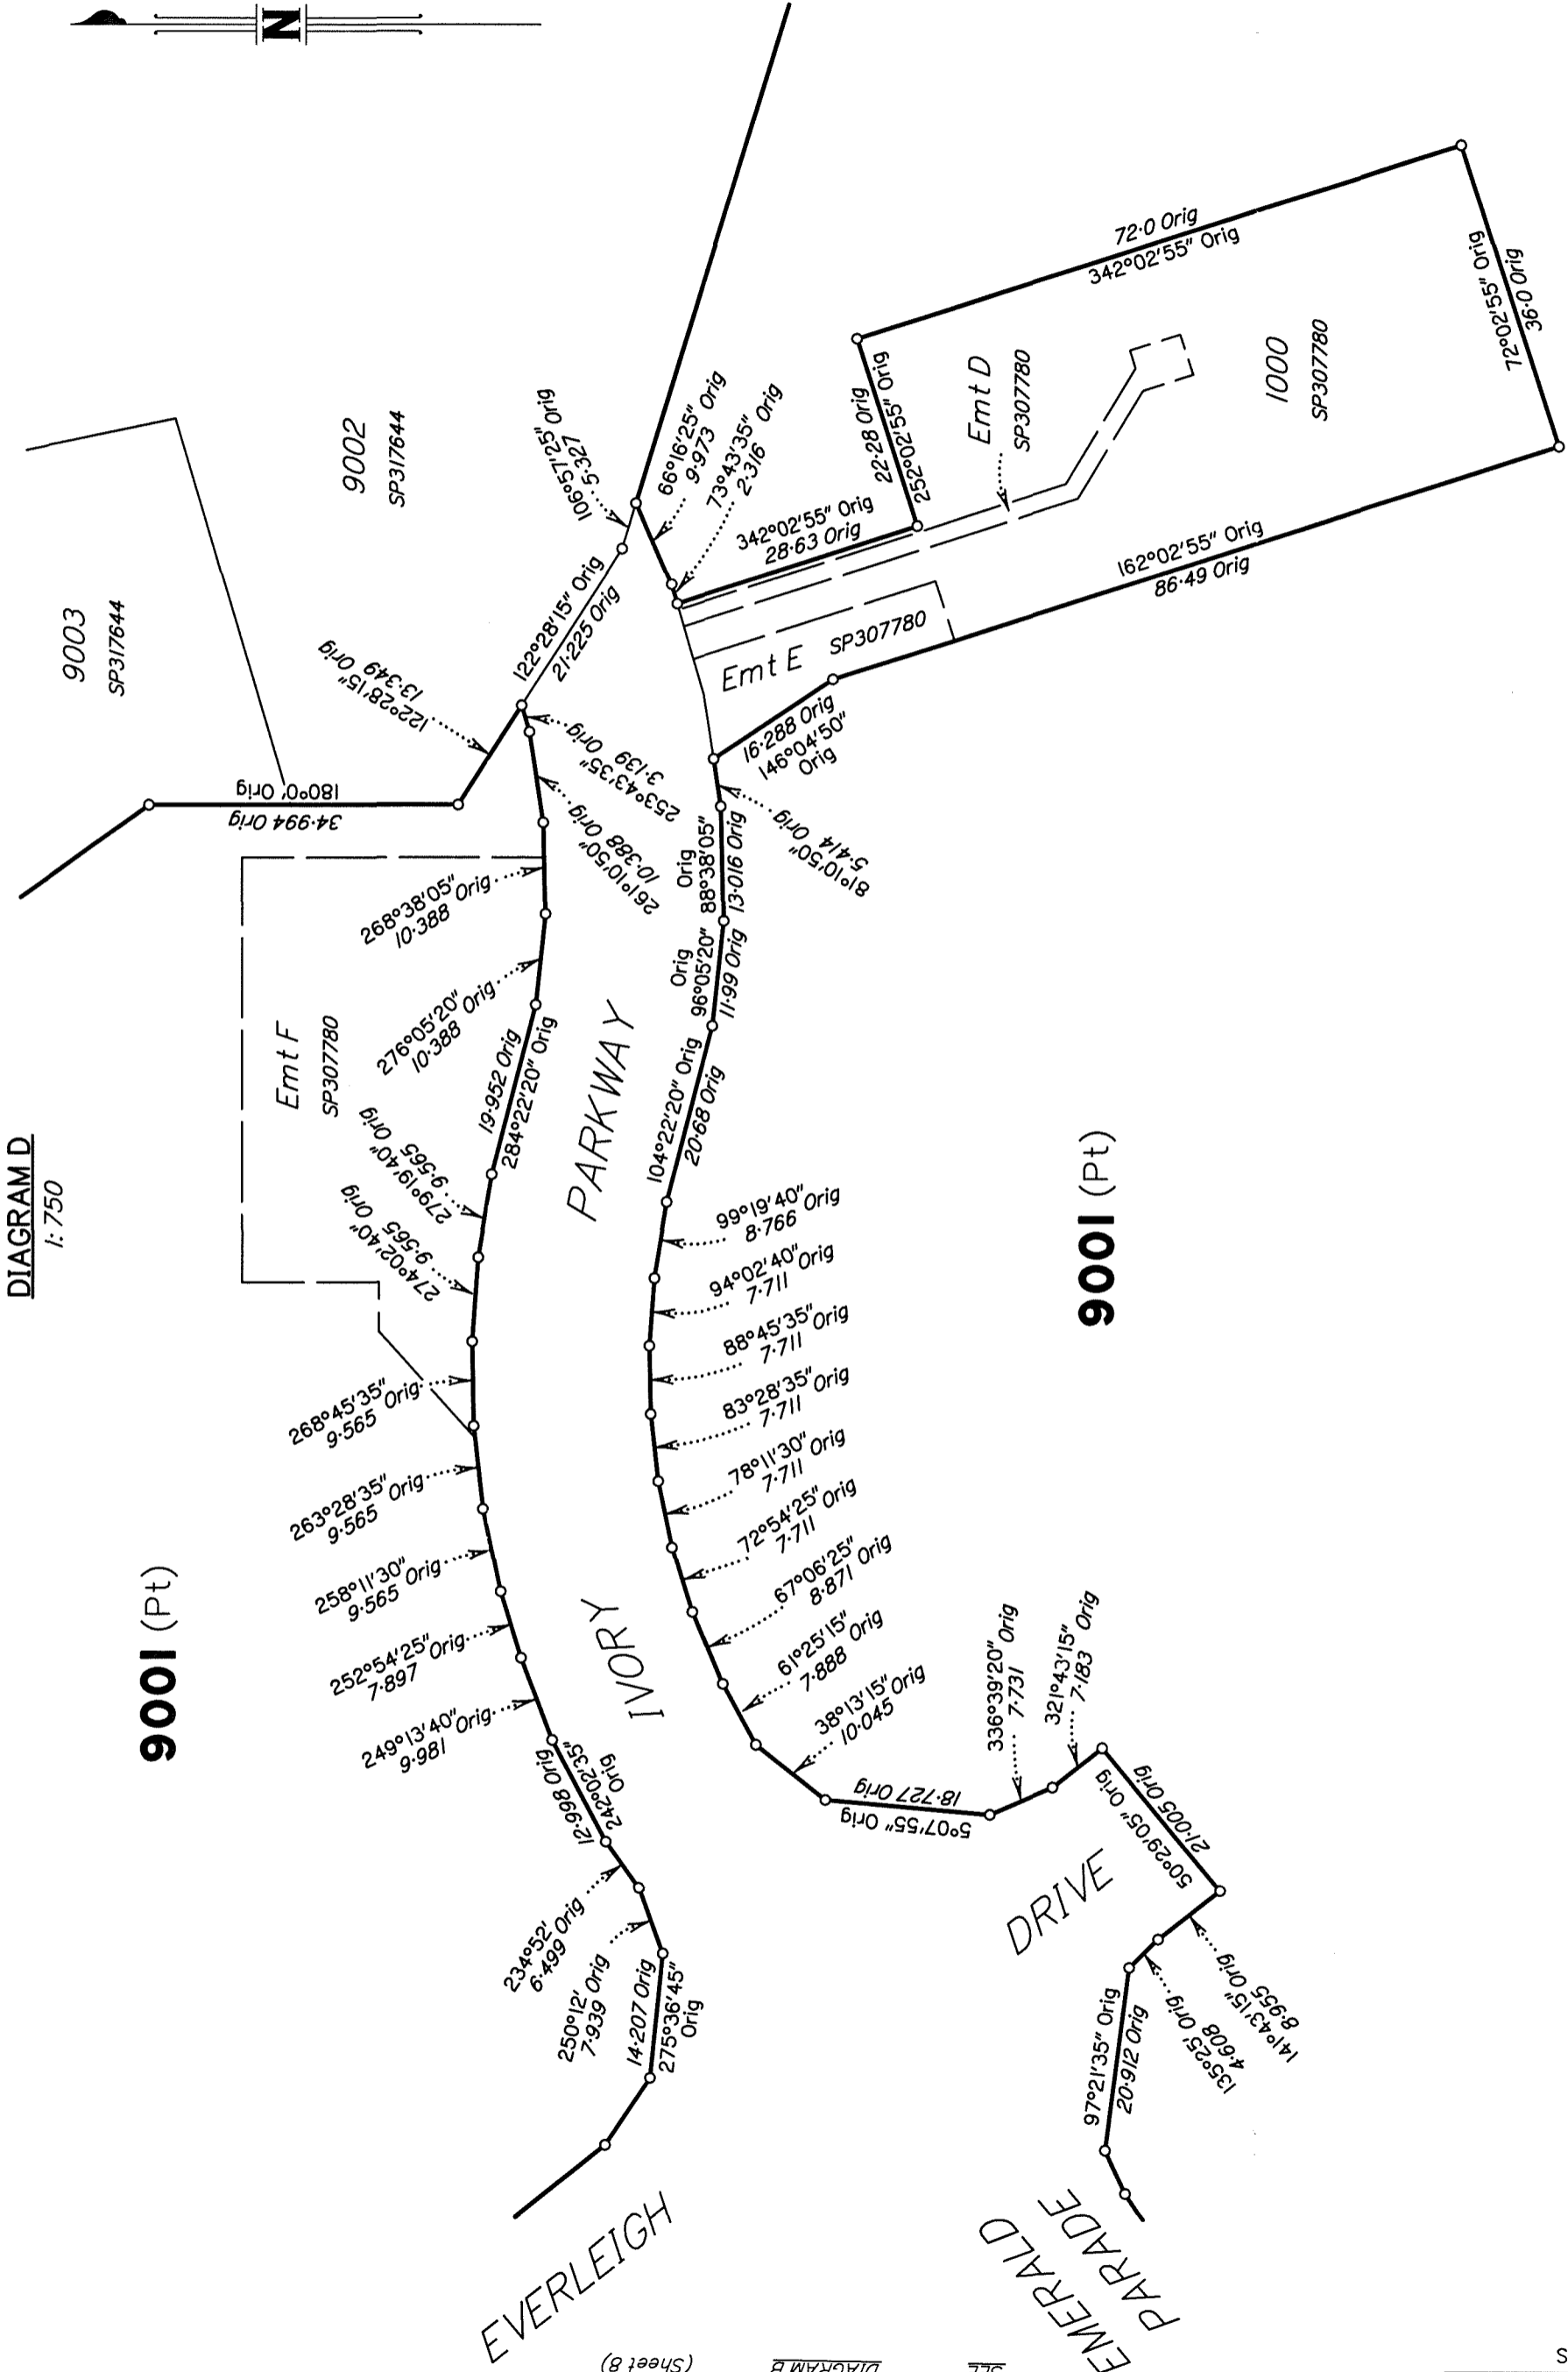 DIAGRAM D
1:750
N
9003
SP317644
9002
SP317644
180°0' Orig
34·994 Orig
122°28'15" Orig
13·349
122°28'15" Orig
21·225 Orig
106°57'25" Orig
5·327
66°16'25" Orig
9·973
73°43'35" Orig
2·316
342°02'55" Orig
28·63 Orig
22·28 Orig
252°02'55" Orig
72·0 Orig
342°02'55" Orig
72°02'55" Orig
36·0 Orig
162°02'55" Orig
86·49 Orig
Emt D
SP307780
1000
SP307780
Emt E
SP307780
16·288 Orig
146°04'50"
Orig
253°43'35" Orig
3·139
261°10'50" Orig
10·388
268°38'05"
10·388 Orig
276°05'20"
10·388 Orig
19·952 Orig
284°22'20" Orig
279°19'40" Orig
9·565
274°02'40" Orig
9·565
268°45'35"
9·565 Orig
263°28'35"
9·565 Orig
258°11'30"
9·565 Orig
252°54'25"
7·897 Orig
249°13'40"
9·981 Orig
12·998 Orig
242°02'35"
Orig
234°52'
6·499 Orig
250°12' Orig
7·939
14·207 Orig
275°36'45"
Orig
Emt F
SP307780
9001 (Pt)
IVORY
PARKWAY
81°10'50" Orig
5·414
Orig
88°38'05"
13·016 Orig
Orig
96°05'20"
11·99 Orig
104°22'20" Orig
20·68 Orig
99°19'40" Orig
8·766
94°02'40" Orig
7·711
88°45'35" Orig
7·711
83°28'35" Orig
7·711
78°11'30" Orig
7·711
72°54'25" Orig
7·711
67°06'25" Orig
8·871
61°25'15" Orig
7·888
38°13'15" Orig
10·045
5°07'55" Orig
18·727 Orig
336°39'20" Orig
7·731
321°43'15" Orig
7·183
50°29'05" Orig
21·005 Orig
141°43'15" Orig
8·955
135°25' Orig
4·608
97°21'35" Orig
20·912 Orig
9001 (Pt)
DRIVE
EVERLEIGH
EMERALD
PARADE
SEE
DIAGRAM B
(Sheet 8)
S